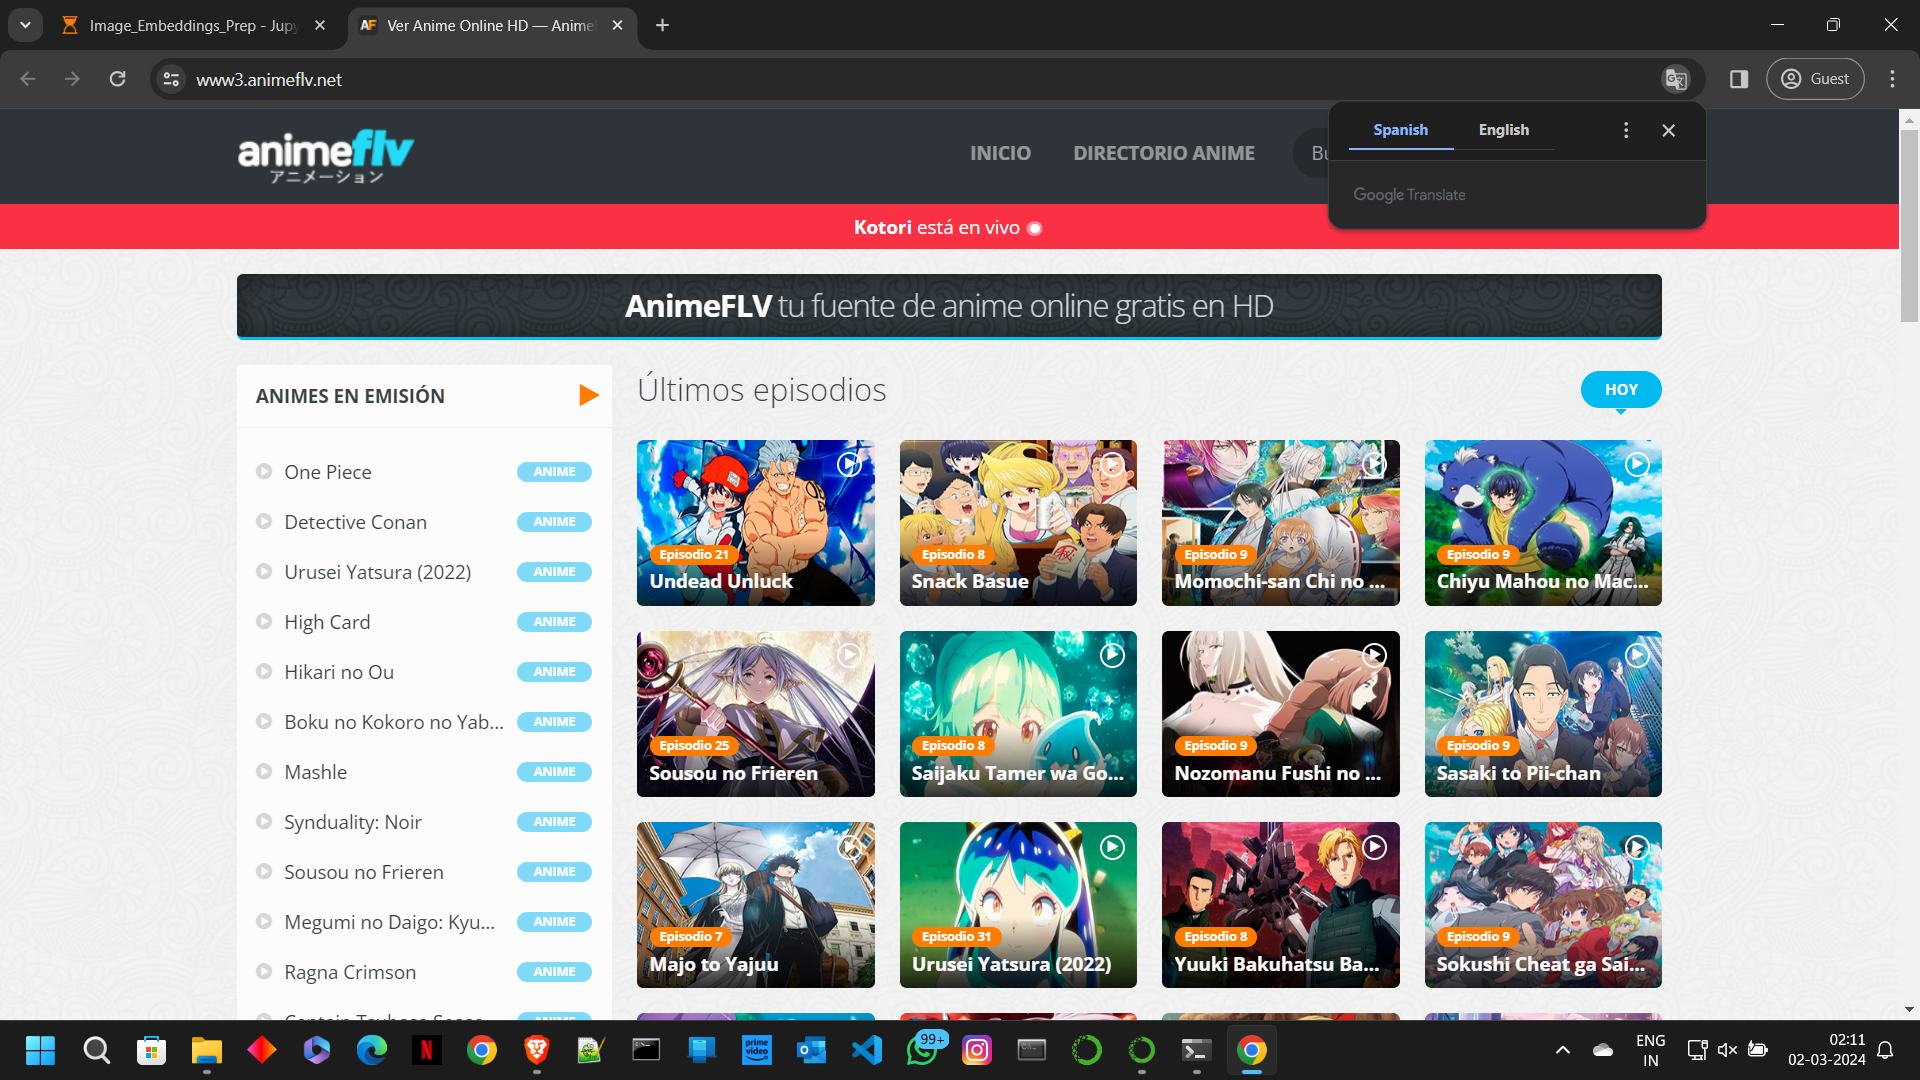 Image_Embeddings_Prep - Jupy
Ver Anime Online HD — Anime
www3.animeflv.net
Guest
Spanish
English
Google Translate
animeflv
アニメーション
INICIO
DIRECTORIO ANIME
Bu
Kotori está en vivo
AnimeFLV tu fuente de anime online gratis en HD
ANIMES EN EMISIÓN
One Piece ANIME
Detective Conan ANIME
Urusei Yatsura (2022) ANIME
High Card ANIME
Hikari no Ou ANIME
Boku no Kokoro no Yab... ANIME
Mashle ANIME
Synduality: Noir ANIME
Sousou no Frieren ANIME
Megumi no Daigo: Kyu... ANIME
Ragna Crimson ANIME
Últimos episodios
HOY
Episodio 21
Undead Unluck
Episodio 8
Snack Basue
Episodio 9
Momochi-san Chi no ...
Episodio 9
Chiyu Mahou no Mac...
Episodio 25
Sousou no Frieren
Episodio 8
Saijaku Tamer wa Go...
Episodio 9
Nozomanu Fushi no ...
Episodio 9
Sasaki to Pii-chan
Episodio 7
Majo to Yajuu
Episodio 31
Urusei Yatsura (2022)
Episodio 8
Yuuki Bakuhatsu Ba...
Episodio 9
Sokushi Cheat ga Sai...
prime
video
99+
ENG
IN
02:11
02-03-2024